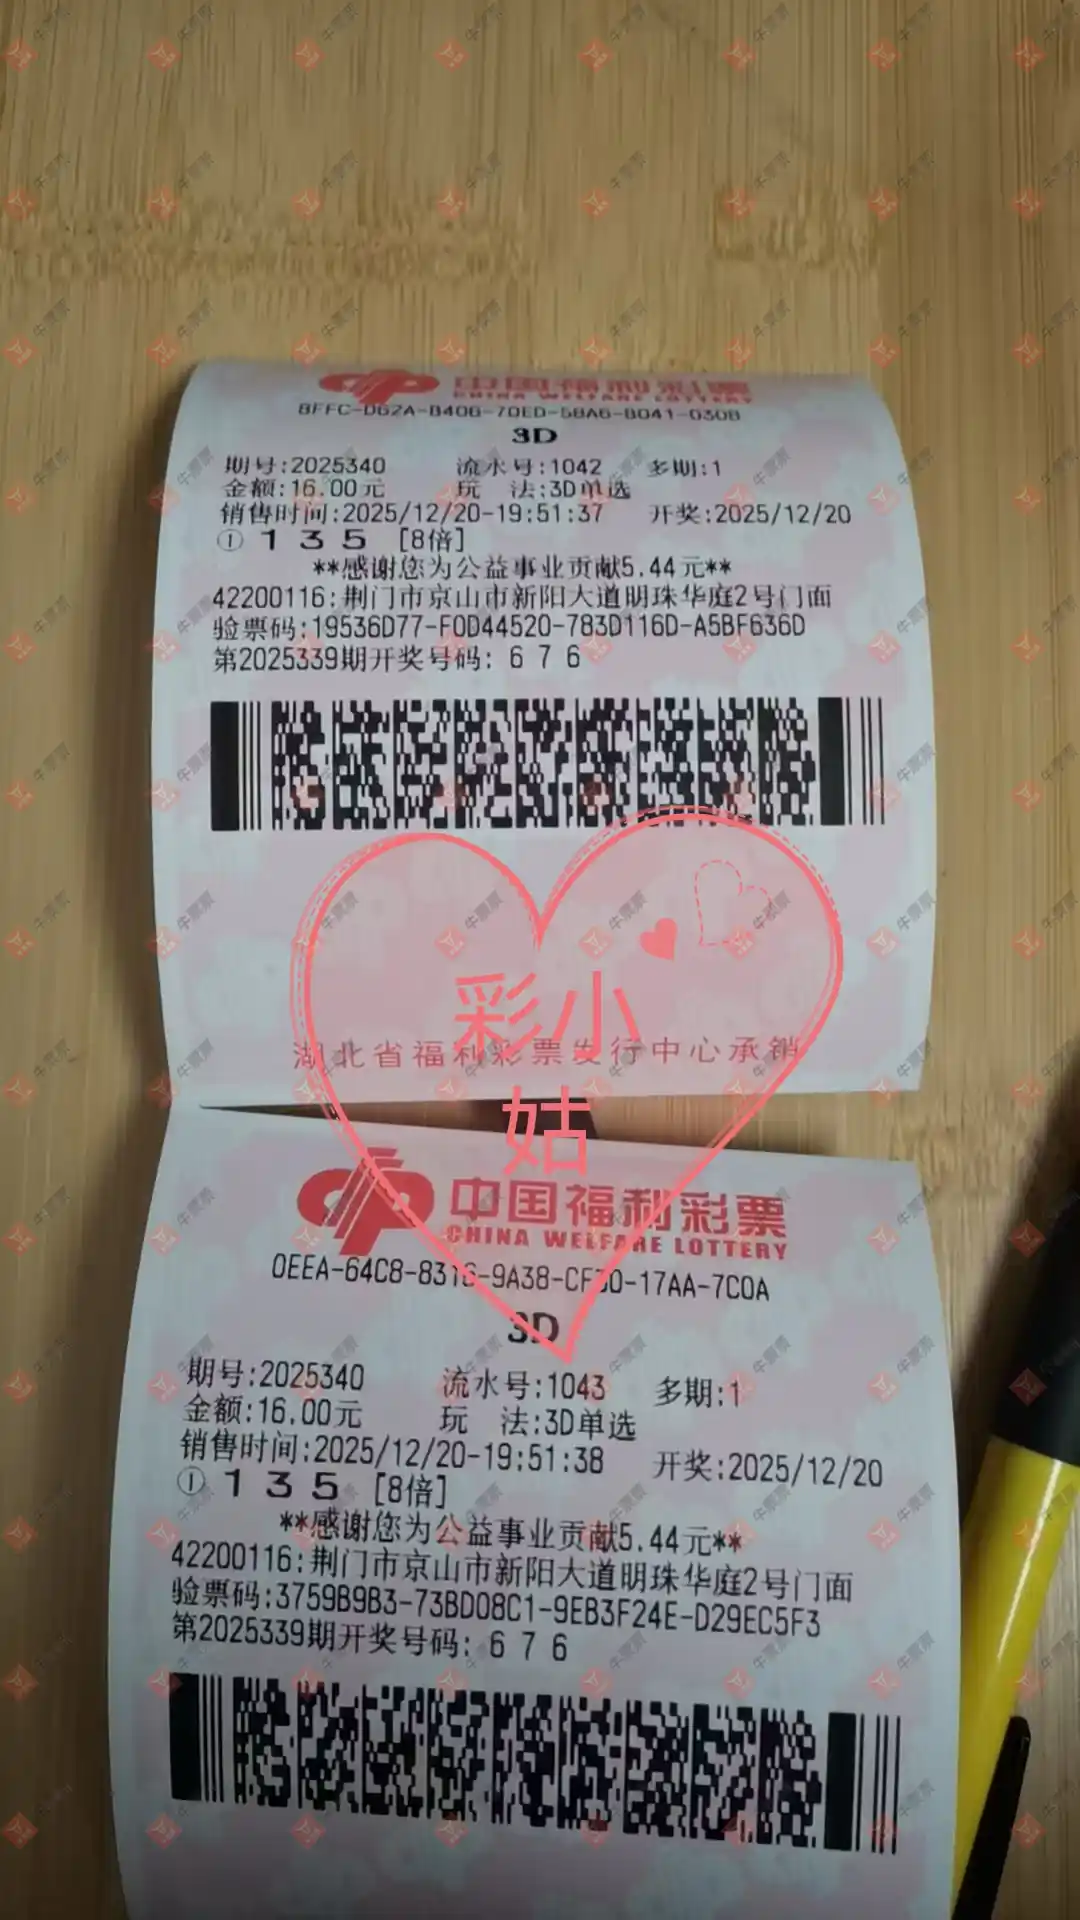 中国福利彩票
CHINA WELFARE LOTTERY
8FFC-D62A-B406-70ED-58A6-B041-030B
3D
期号:2025340 流水号:1042 多期:1
金额:16.00元 玩 法:3D单选
销售时间:2025/12/20-19:51:37 开奖:2025/12/20
① 1 3 5 [8倍]
**感谢您为公益事业贡献5.44元**
42200116:荆门市京山市新阳大道明珠华庭2号门面
验票码:19536D77-F0D44520-783D116D-A5BF636D
第2025339期开奖号码: 6 7 6
彩小
湖北省福利彩票发行中心承销
姑
中国福利彩票
CHINA WELFARE LOTTERY
0EEA-64C8-8316-9A38-CF30-17AA-7C0A
3D
期号:2025340 流水号:1043 多期:1
金额:16.00元 玩 法:3D单选
销售时间:2025/12/20-19:51:38 开奖:2025/12/20
① 1 3 5 [8倍]
**感谢您为公益事业贡献5.44元**
42200116:荆门市京山市新阳大道明珠华庭2号门面
验票码:3759B9B3-73BD08C1-9EB3F24E-D29EC5F3
第2025339期开奖号码: 6 7 6